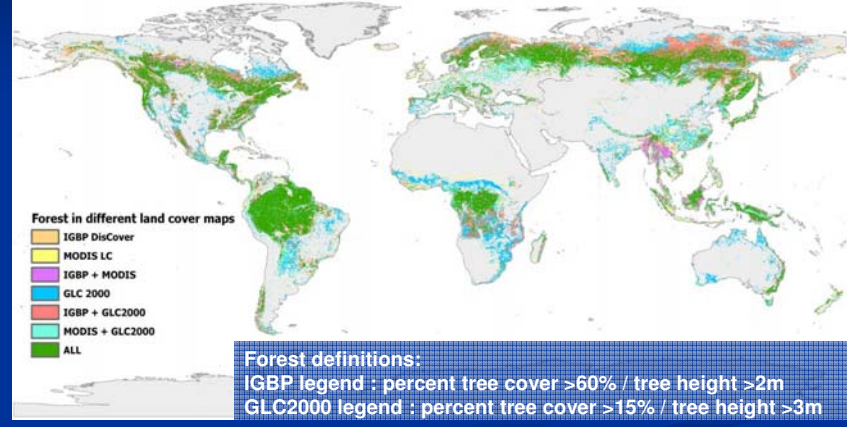 Forest in different land cover maps
IGBP DisCover
MODIS LC
IGBP + MODIS
GLC 2000
IGBP + GLC2000
MODIS + GLC2000
ALL
Forest definitions:
IGBP legend : percent tree cover >60% / tree height >2m
GLC2000 legend : percent tree cover >15% / tree height >3m